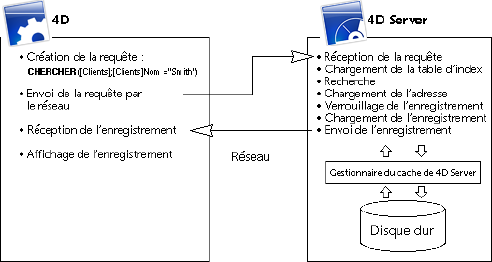 4D
• Création de la requête :
CHERCHER([Clients];[Clients]Nom ="Smith")
• Envoi de la requête par
le réseau
• Réception de l'enregistrement
• Affichage de l'enregistrement
Réseau
4D Server
• Réception de la requête
• Chargement de la table d'index
• Recherche
• Chargement de l'adresse
• Verrouillage de l'enregistrement
• Chargement de l'enregistrement
• Envoi de l'enregistrement
Gestionnaire du cache de 4D Server
Disque dur